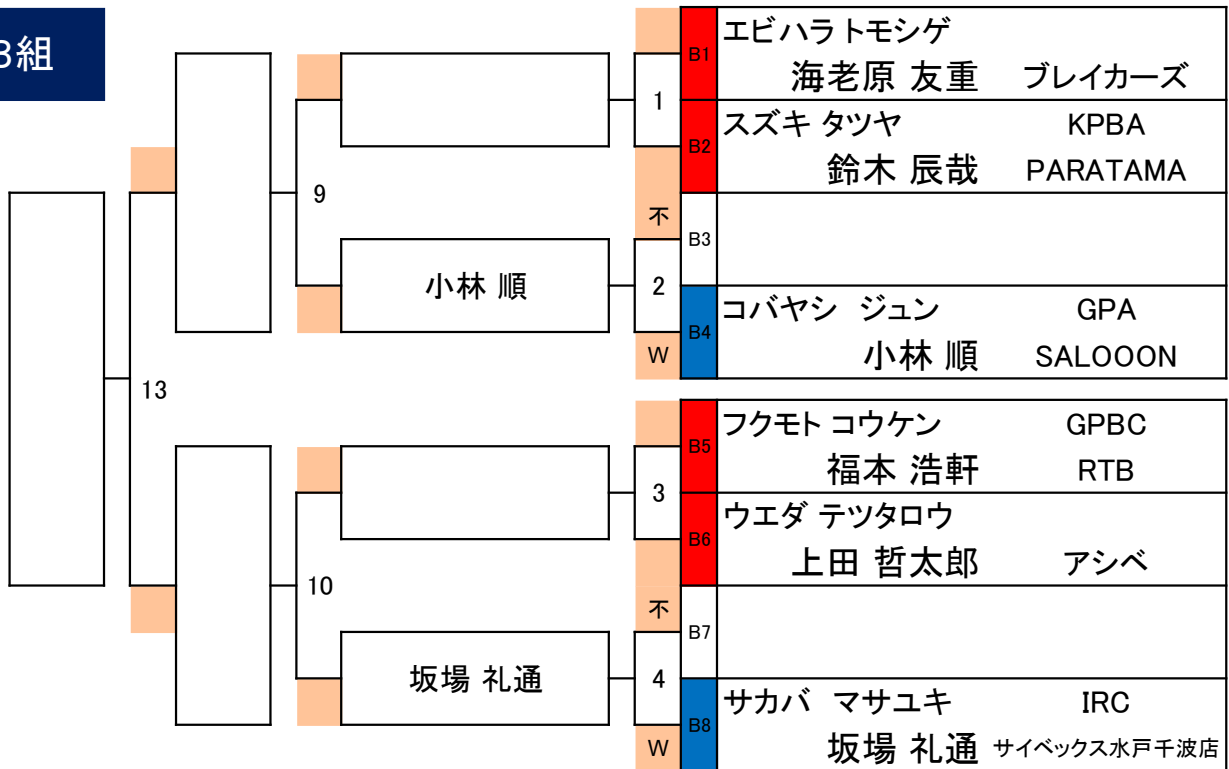 B組
B1
エビハラ トモシゲ
海老原 友重 ブレイカーズ
1
B2
スズキ タツヤ KPBA
鈴木 辰哉 PARATAMA
9
不
B3
小林 順
2
W
B4
コバヤシ ジュン GPA
小林 順 SALOOON
13
B5
フクモト コウケン GPBC
福本 浩軒 RTB
3
B6
ウエダ テツタロウ
上田 哲太郎 アシベ
10
不
B7
坂場 礼通
4
W
B8
サカバ マサユキ IRC
坂場 礼通 サイベックス水戸千波店